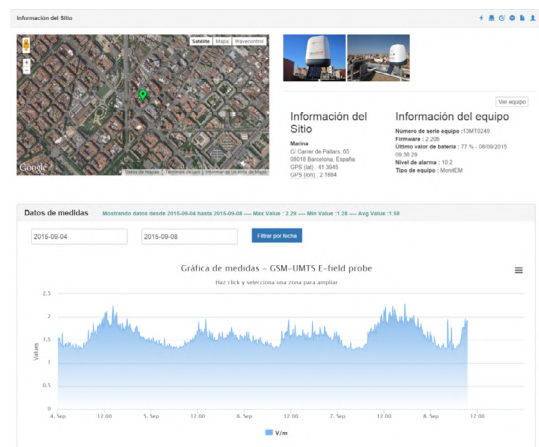 Información del Sitio
Satélite Mapa Wavecontrol
Google
Ver equipo
Información del Sitio
Marina
C/ Carrer de Pallars, 65
08018 Barcelona, España
GPS (lat) : 41.3945
GPS (lon) : 2.1884
Información del equipo
Número de serie equipo :13MT0249
Firmware : 2.20b
Último valor de batería : 77 % - 08/09/2015
09:38:29
Nivel de alarma : 10.2
Tipo de equipo : MonitEM
Datos de medidas
Mostrando datos desde 2015-09-04 hasta 2015-09-08 ---- Max Value : 2.29 ---- Min Value :1.28 ---- Avg Value :1.58
2015-09-04
2015-09-08
Filtrar por fecha
Gráfica de medidas – GSM-UMTS E-field probe
Haz click y selecciona una zona para ampliar
Values
2.5
2
1.5
1
0.5
0
4. Sep 12:00 5. Sep 12:00 6. Sep 12:00 7. Sep 12:00 8. Sep 12:00
V/m